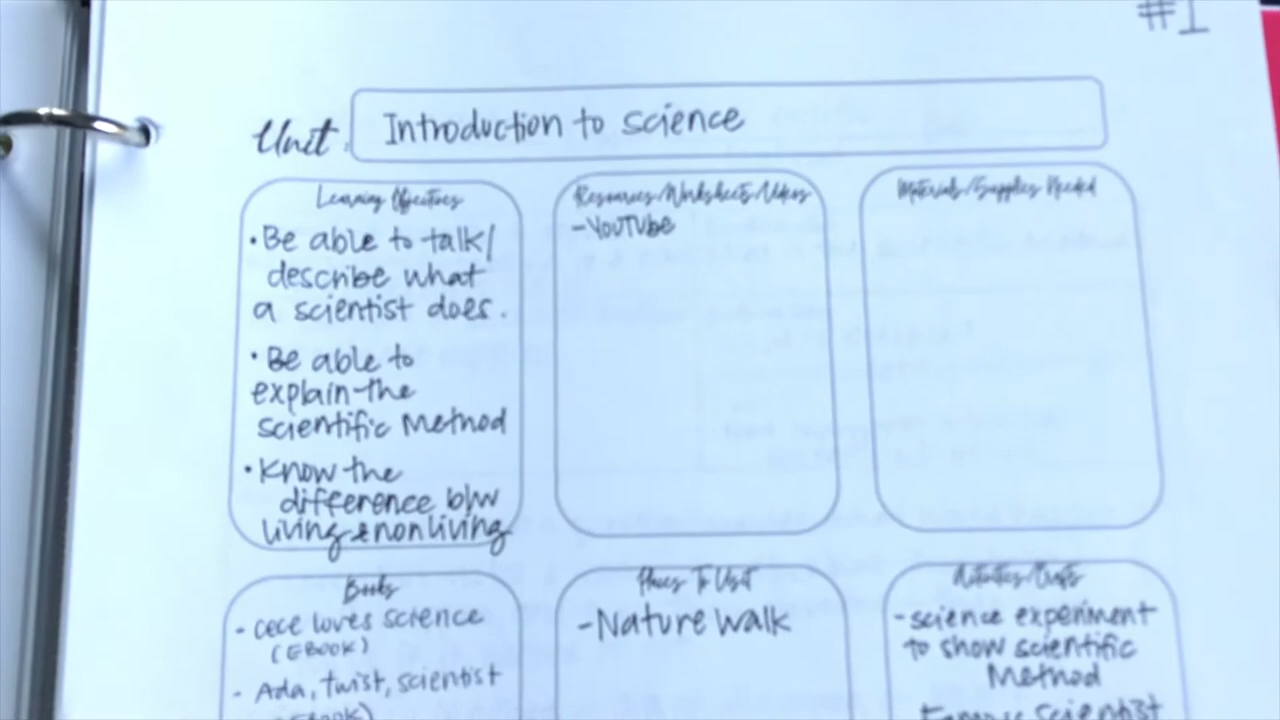 #1
Unit: Introduction to science
Learning Objectives
• Be able to talk/
describe what
a scientist does.
• Be able to
explain the
scientific Method
• Know the
difference b/w
living & nonliving
Resources/Worksheets/Videos
- YouTube
Materials/Supplies Needed
Books
- cece loves science
(EBOOK)
- Ada, twist, scientist
(EBOOK)
Places To Visit
- Nature walk
Activities/Crafts
- science experiment
to show scientific
Method
scientist